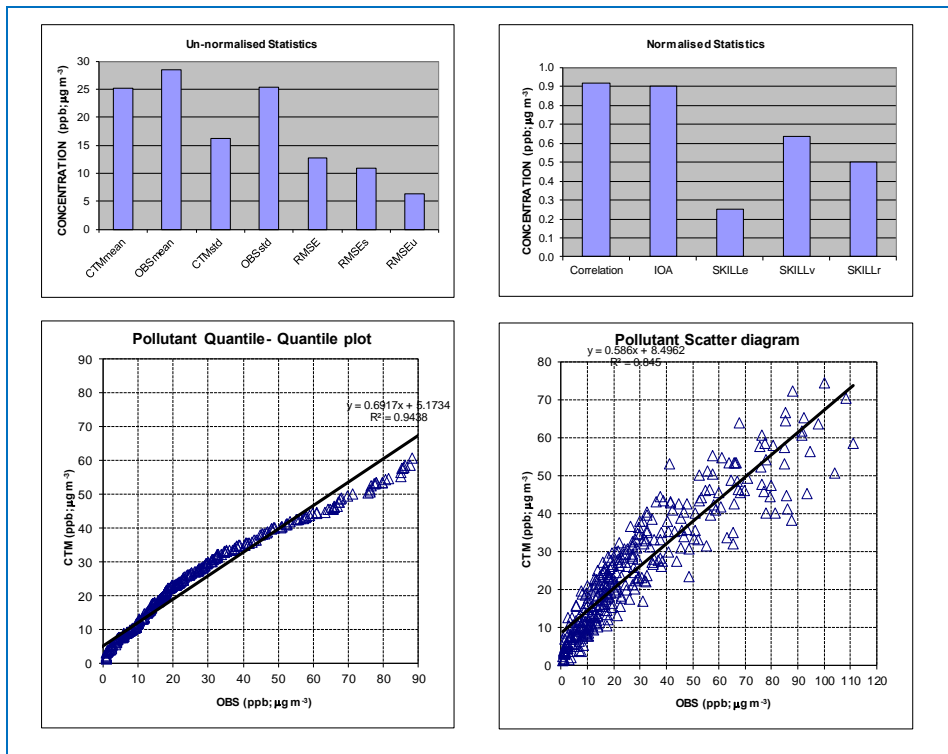 Un-normalised Statistics
CONCENTRATION (ppb; µg m⁻³)
30
25
20
15
10
5
0
CTMmean
OBSmean
CTMstd
OBSstd
RMSE
RMSEs
RMSEu
Normalised Statistics
CONCENTRATION (ppb; µg m⁻³)
1.0
0.9
0.8
0.7
0.6
0.5
0.4
0.3
0.2
0.1
0.0
Correlation IOA SKILLe SKILLv SKILLr
Pollutant Quantile- Quantile plot
y = 0.6917x + 5.1734
R² = 0.9438
CTM (ppb; µg m⁻³)
90
80
70
60
50
40
30
20
10
0
0 10 20 30 40 50 60 70 80 90
OBS (ppb; µg m⁻³)
Pollutant Scatter diagram
y = 0.586x + 8.4962
R² = 0.845
CTM (ppb; µg m⁻³)
80
70
60
50
40
30
20
10
0
0 10 20 30 40 50 60 70 80 90 100 110 120
OBS (ppb; µg m⁻³)